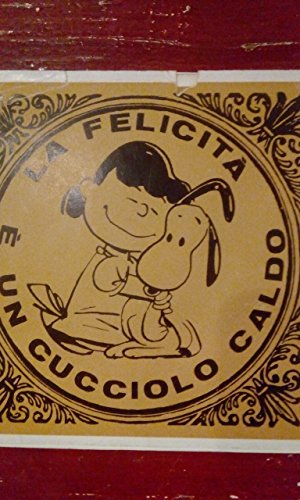 LA FELICITÀ
È UN CUCCIOLO CALDO